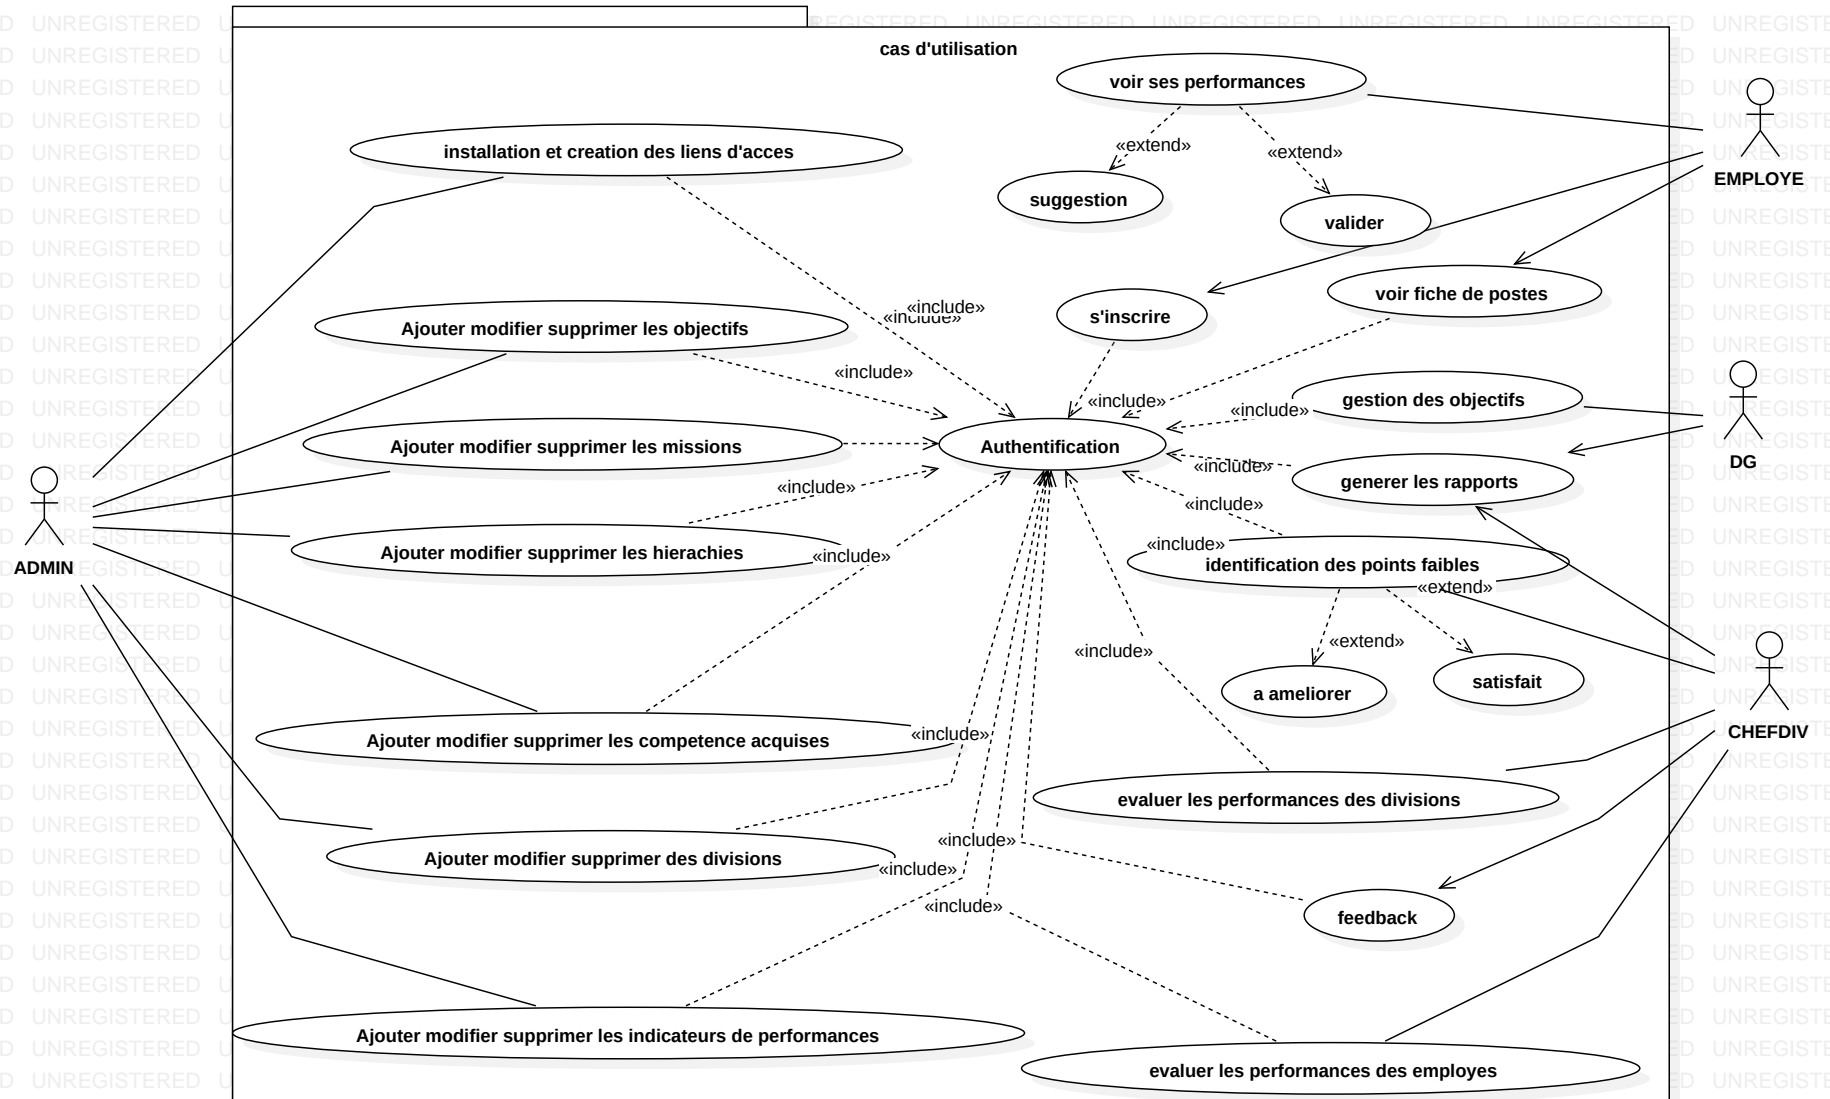 cas d'utilisation
voir ses performances
installation et creation des liens d'acces
«extend»
«extend»
EMPLOYE
suggestion
valider
s'inscrire
voir fiche de postes
«include»
«include»
Ajouter modifier supprimer les objectifs
«include»
«include»
«include»
gestion des objectifs
Ajouter modifier supprimer les missions
Authentification
DG
«include»
«include»
generer les rapports
«include»
Ajouter modifier supprimer les hierachies
«include»
«include»
identification des points faibles
«extend»
ADMIN
«include»
«extend»
a ameliorer
satisfait
Ajouter modifier supprimer les competence acquises
«include»
CHEFDIV
evaluer les performances des divisions
«include»
Ajouter modifier supprimer des divisions
«include»
«include»
feedback
Ajouter modifier supprimer les indicateurs de performances
evaluer les performances des employes
UNREGISTERED